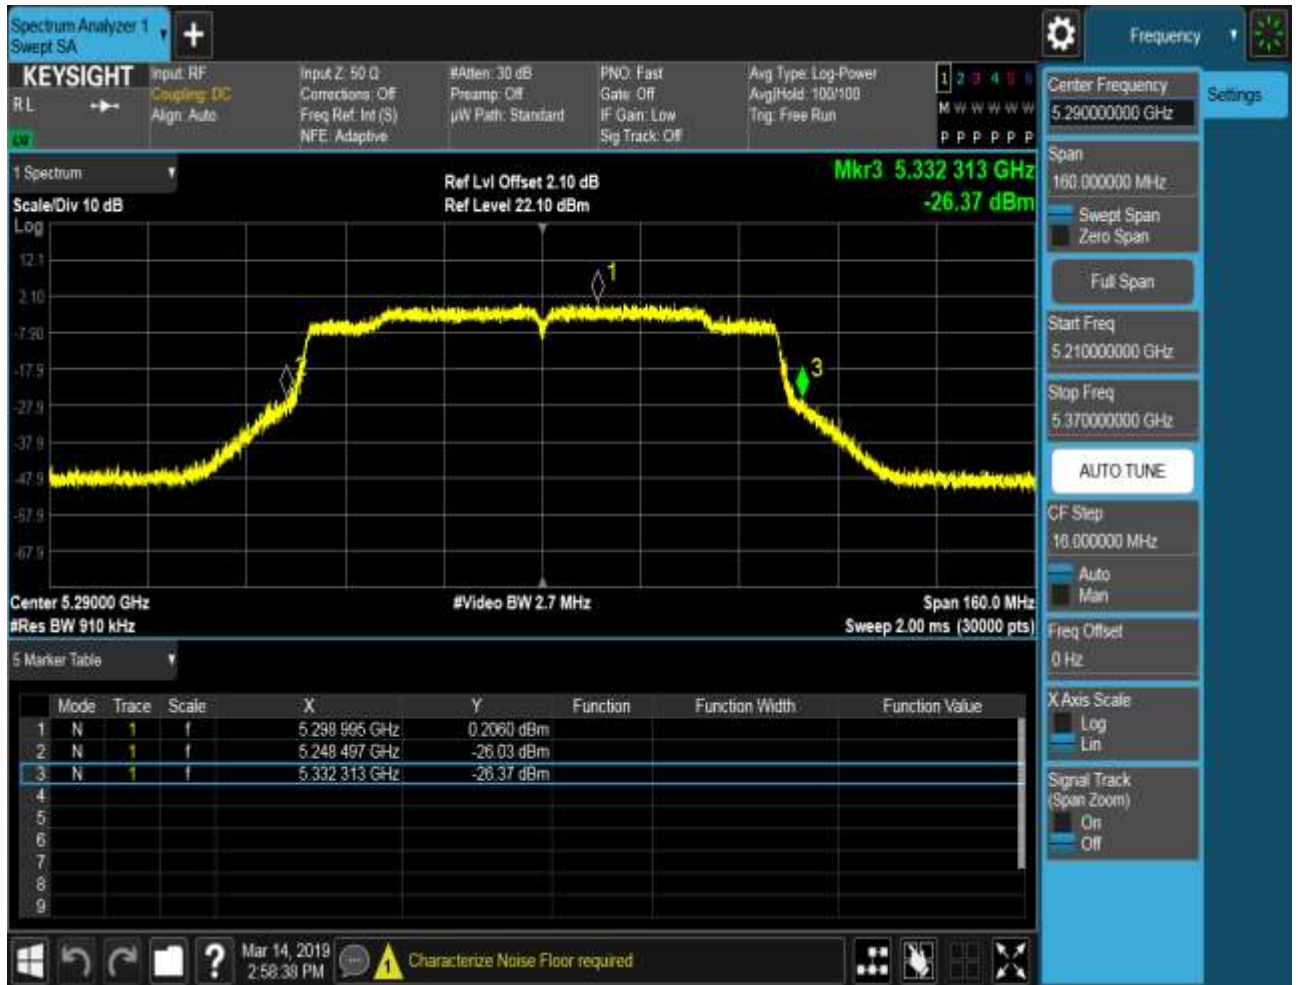 Spectrum Analyzer 1
Swept SA
Frequency
KEYSIGHT
R L
Input: RF
Coupling: DC
Align: Auto
Input Z: 50 Ω
Corrections: Off
Freq Ref: Int (S)
NFE: Adaptive
#Atten: 30 dB
Preamp: Off
µW Path: Standard
PNO: Fast
Gate: Off
IF Gain: Low
Sig Track: Off
Avg Type: Log-Power
Avg|Hold: 100/100
Trig: Free Run
1 2 3 4 5 6
M W W W W W
P P P P P P
1 Spectrum
Scale/Div 10 dB
Ref Lvl Offset 2.10 dB
Ref Level 22.10 dBm
Mkr3 5.332 313 GHz
-26.37 dBm
Log
12.1
2.10
-7.90
-17.9
-27.9
-37.9
-47.9
-57.9
-67.9
1
3
Center 5.29000 GHz
#Video BW 2.7 MHz
Span 160.0 MHz
#Res BW 910 kHz
Sweep 2.00 ms (30000 pts)
5 Marker Table
Mode Trace Scale X Y Function Function Width Function Value
1 N 1 f 5.298 995 GHz 0.2060 dBm
2 N 1 f 5.248 497 GHz -26.03 dBm
3 N 1 f 5.332 313 GHz -26.37 dBm
4
5
6
7
8
9
Mar 14, 2019
2:58:38 PM
?
1
Characterize Noise Floor required
Settings
Center Frequency
5.290000000 GHz
Span
160.000000 MHz
Swept Span
Zero Span
Full Span
Start Freq
5.210000000 GHz
Stop Freq
5.370000000 GHz
AUTO TUNE
CF Step
16.000000 MHz
Auto
Man
Freq Offset
0 Hz
X Axis Scale
Log
Lin
Signal Track
(Span Zoom)
On
Off